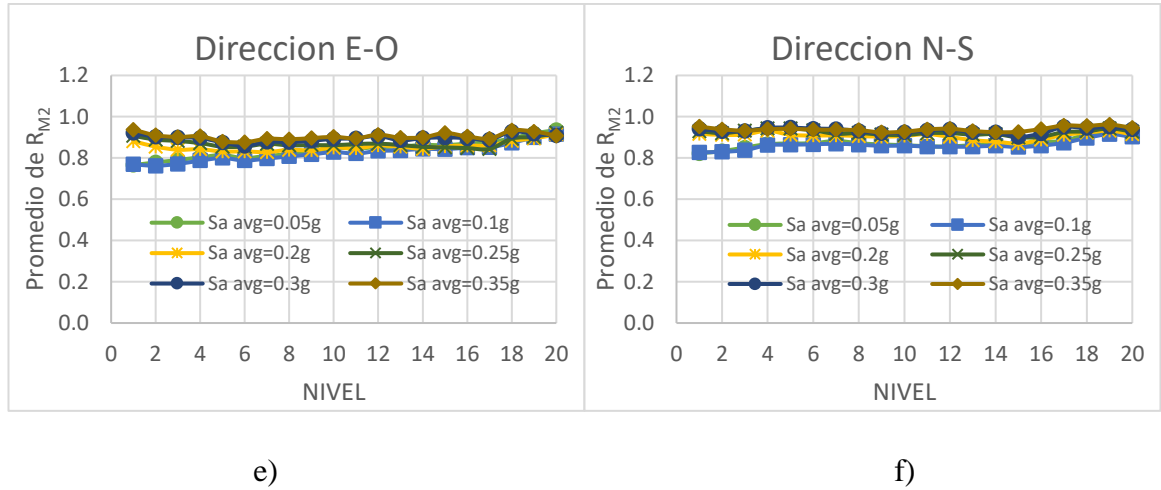 Direccion E-O
1.2
1.0
0.8
0.6
0.4
0.2
0.0
Promedio de R_M2
Sa avg=0.05g Sa avg=0.1g
Sa avg=0.2g Sa avg=0.25g
Sa avg=0.3g Sa avg=0.35g
0 2 4 6 8 10 12 14 16 18 20
NIVEL
Direccion N-S
1.2
1.0
0.8
0.6
0.4
0.2
0.0
Promedio de R_M2
Sa avg=0.05g Sa avg=0.1g
Sa avg=0.2g Sa avg=0.25g
Sa avg=0.3g Sa avg=0.35g
0 2 4 6 8 10 12 14 16 18 20
NIVEL
e) f)